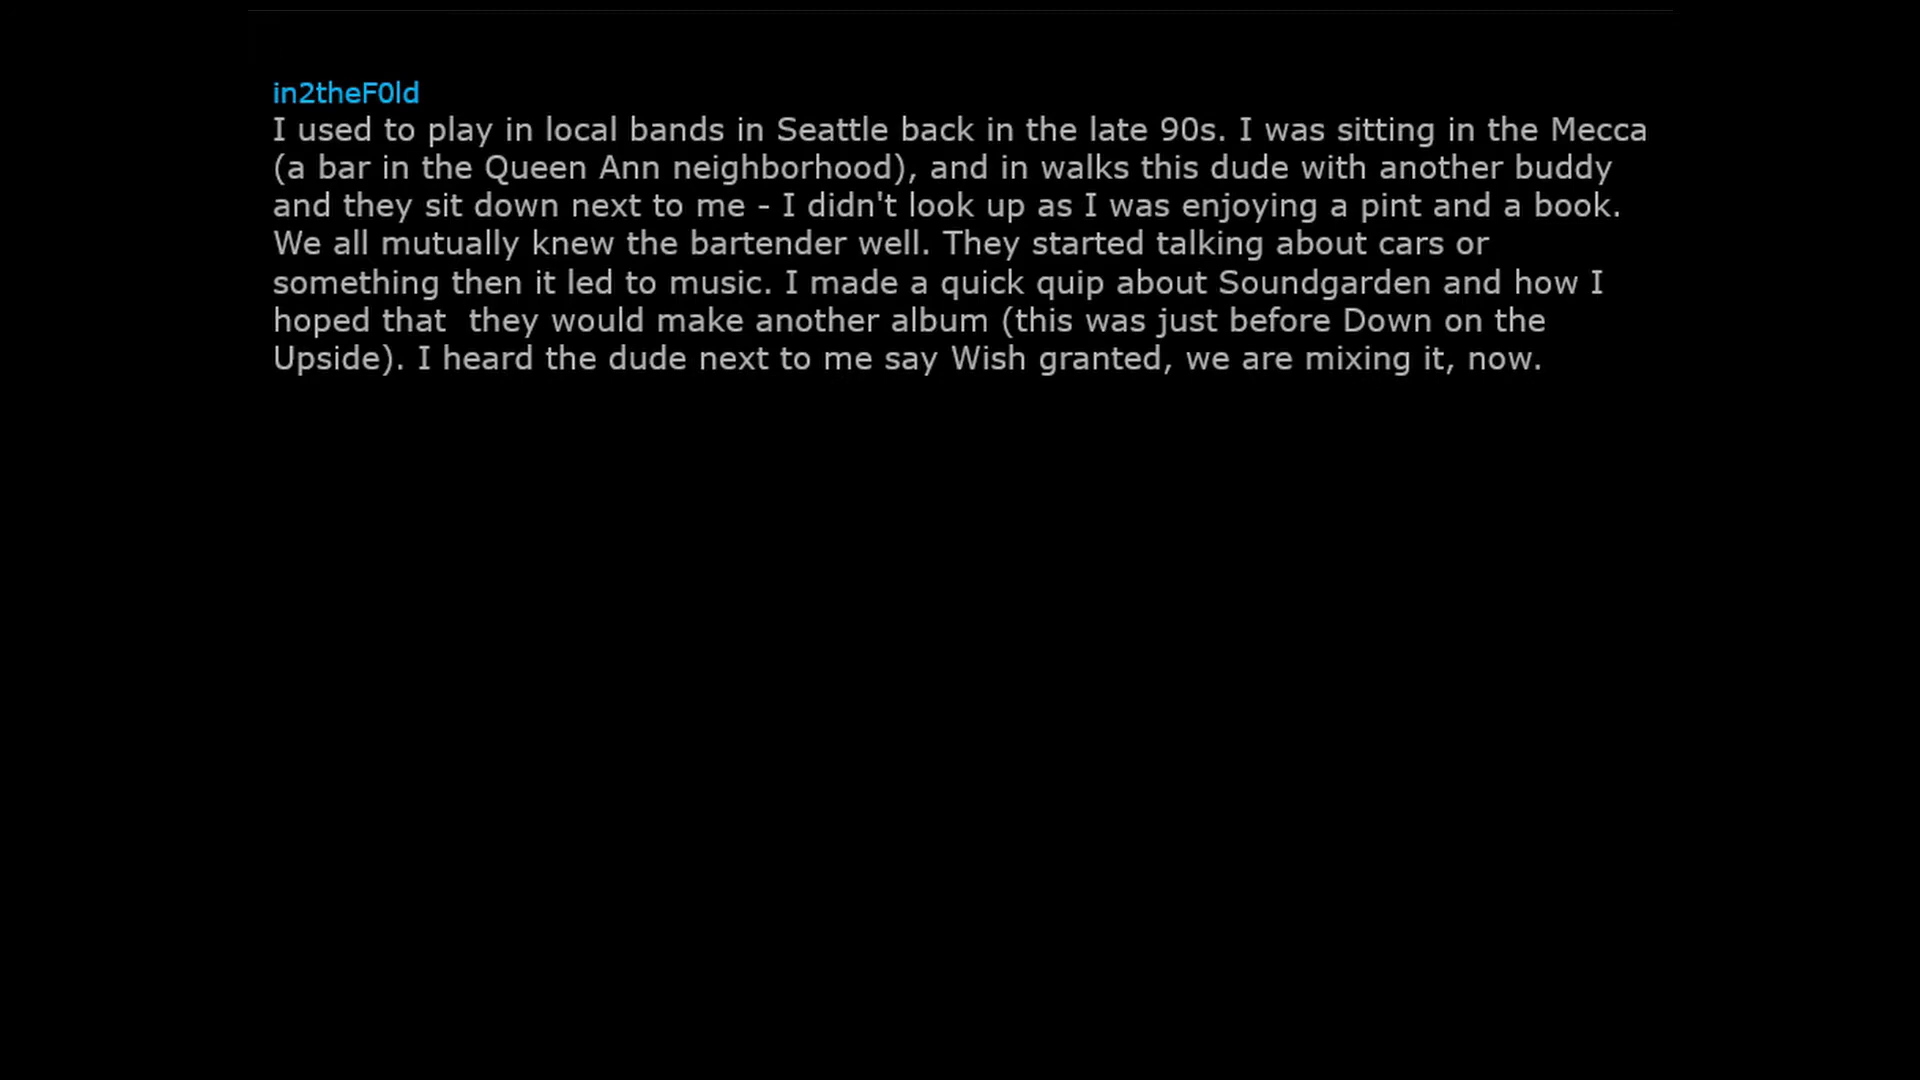 in2theF0ld
I used to play in local bands in Seattle back in the late 90s. I was sitting in the Mecca
(a bar in the Queen Ann neighborhood), and in walks this dude with another buddy
and they sit down next to me - I didn't look up as I was enjoying a pint and a book.
We all mutually knew the bartender well. They started talking about cars or
something then it led to music. I made a quick quip about Soundgarden and how I
hoped that  they would make another album (this was just before Down on the
Upside). I heard the dude next to me say Wish granted, we are mixing it, now.